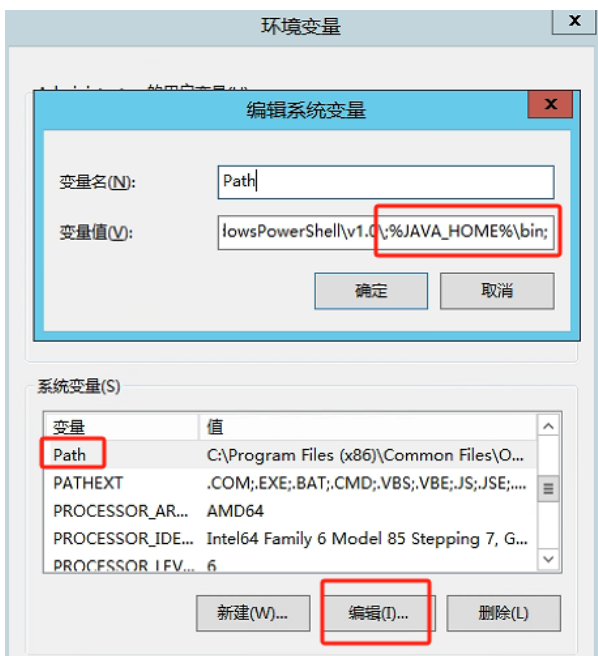 环境变量
x
编辑系统变量
x
变量名(N):
Path
变量值(V):
lowsPowerShell\v1.0\;%JAVA_HOME%\bin;
确定
取消
系统变量(S)
变量
值
Path
C:\Program Files (x86)\Common Files\O...
PATHEXT
.COM;.EXE;.BAT;.CMD;.VBS;.VBE;.JS;.JSE;....
PROCESSOR_AR...
AMD64
PROCESSOR_IDE...
Intel64 Family 6 Model 85 Stepping 7, G...
PROCESSOR_LEV...
6
新建(W)...
编辑(I)...
删除(L)